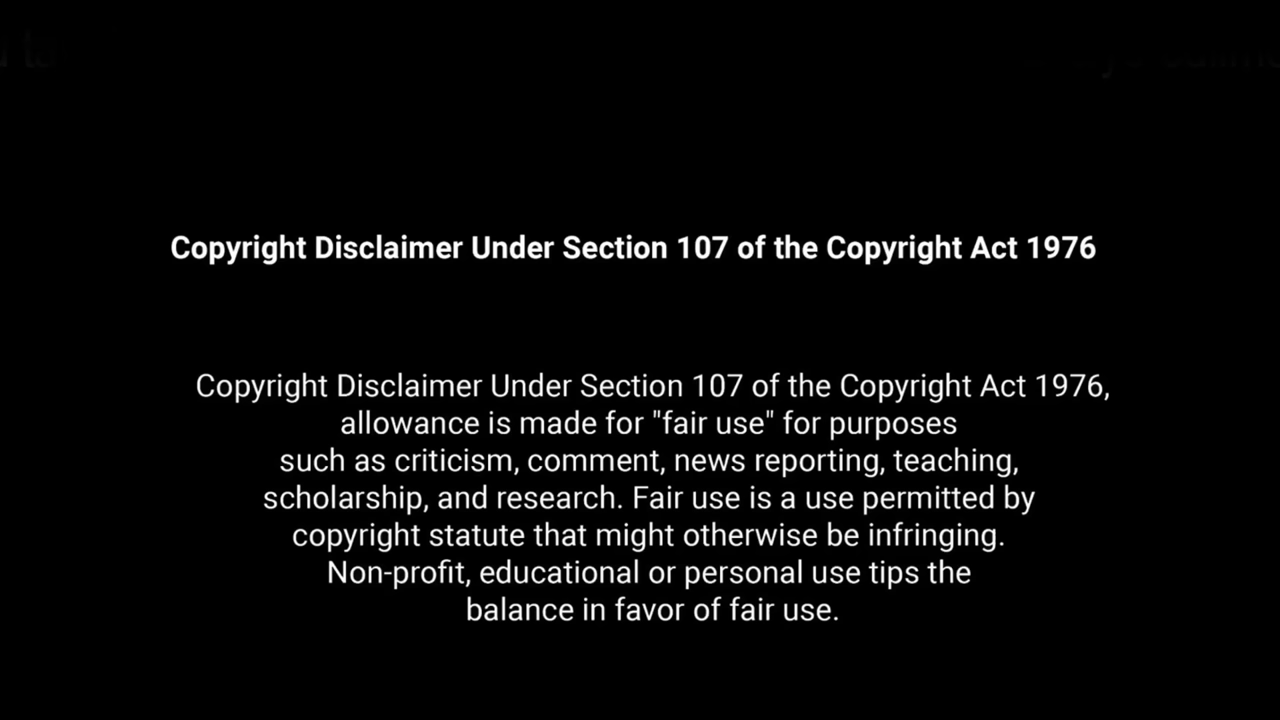 Copyright Disclaimer Under Section 107 of the Copyright Act 1976
Copyright Disclaimer Under Section 107 of the Copyright Act 1976,
allowance is made for "fair use" for purposes
such as criticism, comment, news reporting, teaching,
scholarship, and research. Fair use is a use permitted by
copyright statute that might otherwise be infringing.
Non-profit, educational or personal use tips the
balance in favor of fair use.